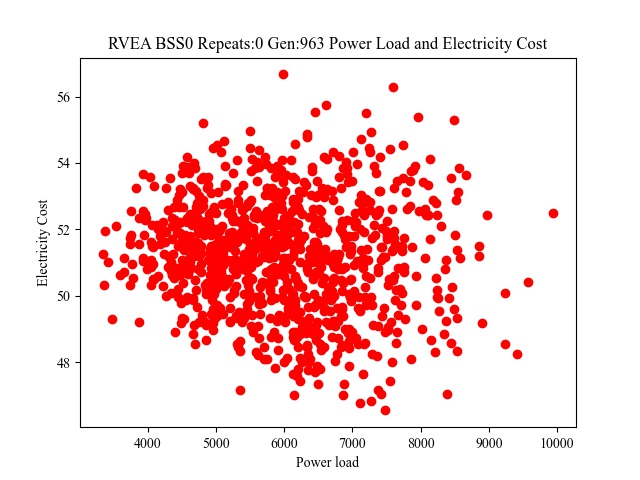 RVEA BSS0 Repeats:0 Gen:963 Power Load and Electricity Cost
56
54
52
50
48
Electricity Cost
4000 5000 6000 7000 8000 9000 10000
Power load